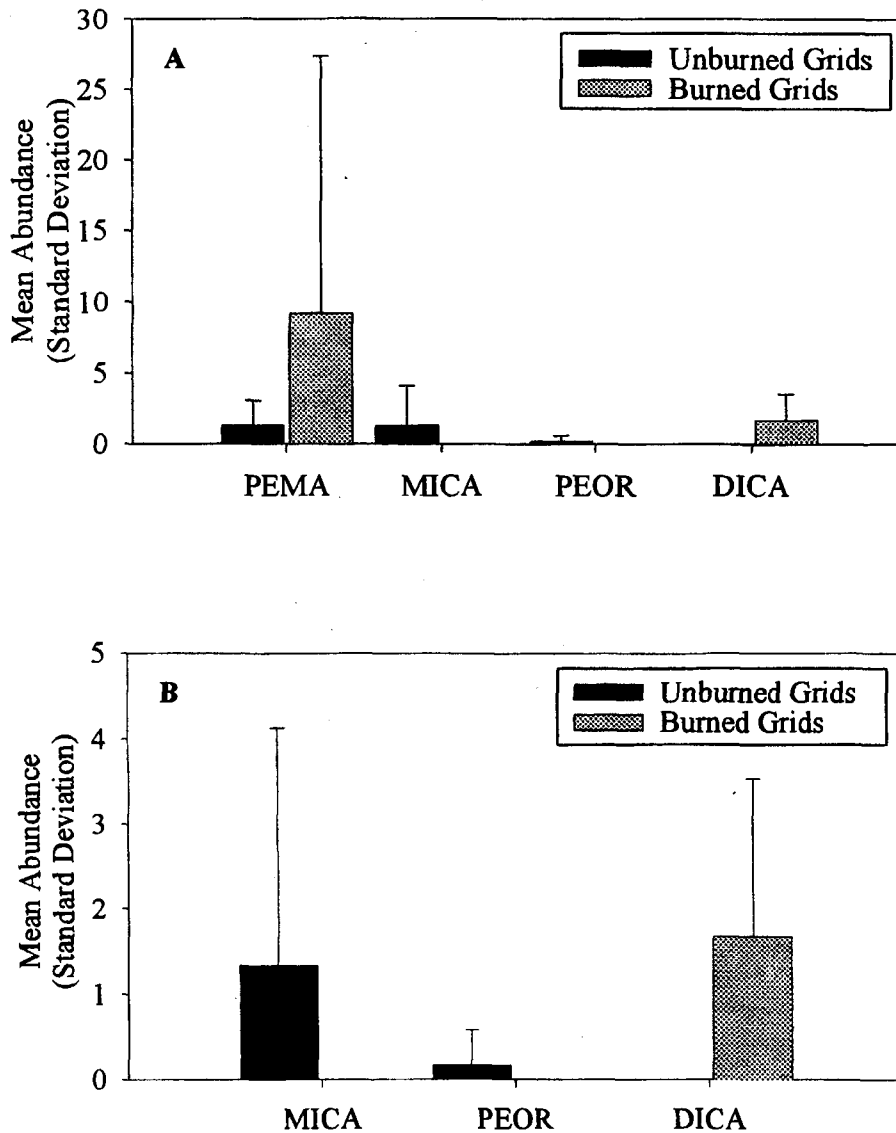 30
A
Unburned Grids
Burned Grids
25
20
15
10
5
0
Mean Abundance
(Standard Deviation)
PEMA MICA PEOR DICA
5
B
Unburned Grids
Burned Grids
4
3
2
1
0
Mean Abundance
(Standard Deviation)
MICA PEOR DICA